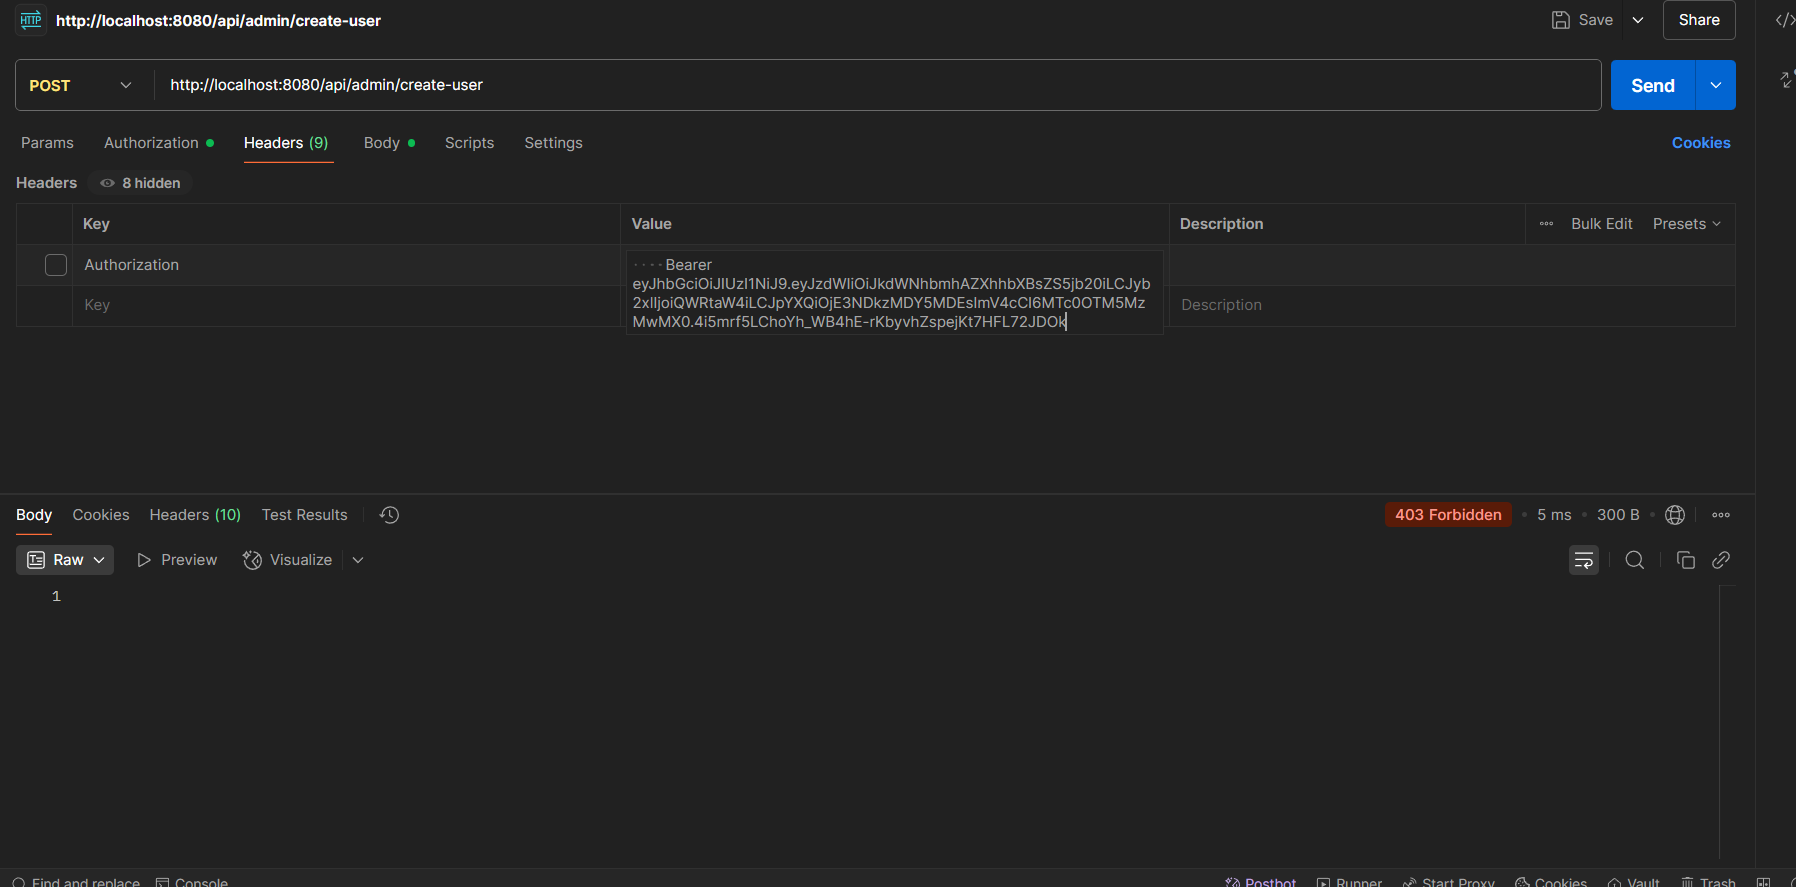 HTTP http://localhost:8080/api/admin/create-user Save Share
POST http://localhost:8080/api/admin/create-user Send
Params Authorization Headers (9) Body Scripts Settings Cookies
Headers 8 hidden
Key Value Description Bulk Edit Presets
Authorization ····Bearer
eyJhbGciOiJIUzI1NiJ9.eyJzdWIiOiJkdWNhbmhAZXhhbXBsZS5jb20iLCJyb
2xlIjoiQWRtaW4iLCJpYXQiOjE3NDkzMDY5MDEsImV4cCI6MTc0OTM5Mz
MwMX0.4i5mrf5LChoYh_WB4hE-rKbyvhZspejKt7HFL72JDOk
Key Description
Body Cookies Headers (10) Test Results 403 Forbidden 5 ms 300 B
Raw Preview Visualize
1
Find and replace Console Postbot Runner Start Proxy Cookies Vault Trash